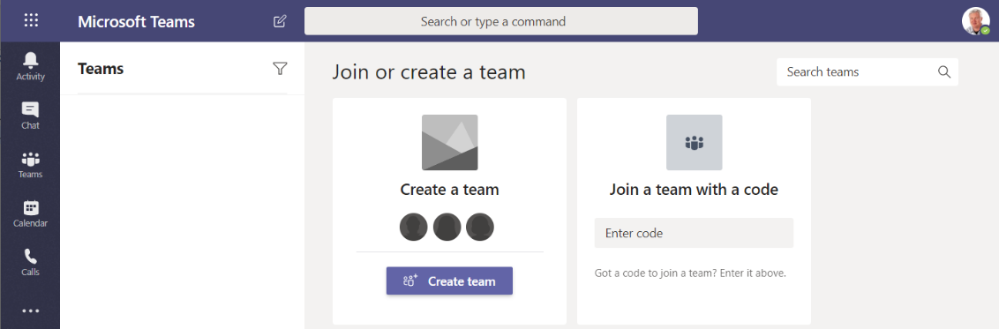 Microsoft Teams
Search or type a command
Activity
Chat
Teams
Calendar
Calls
Teams
Join or create a team
Search teams
Create a team
Create team
Join a team with a code
Enter code
Got a code to join a team? Enter it above.